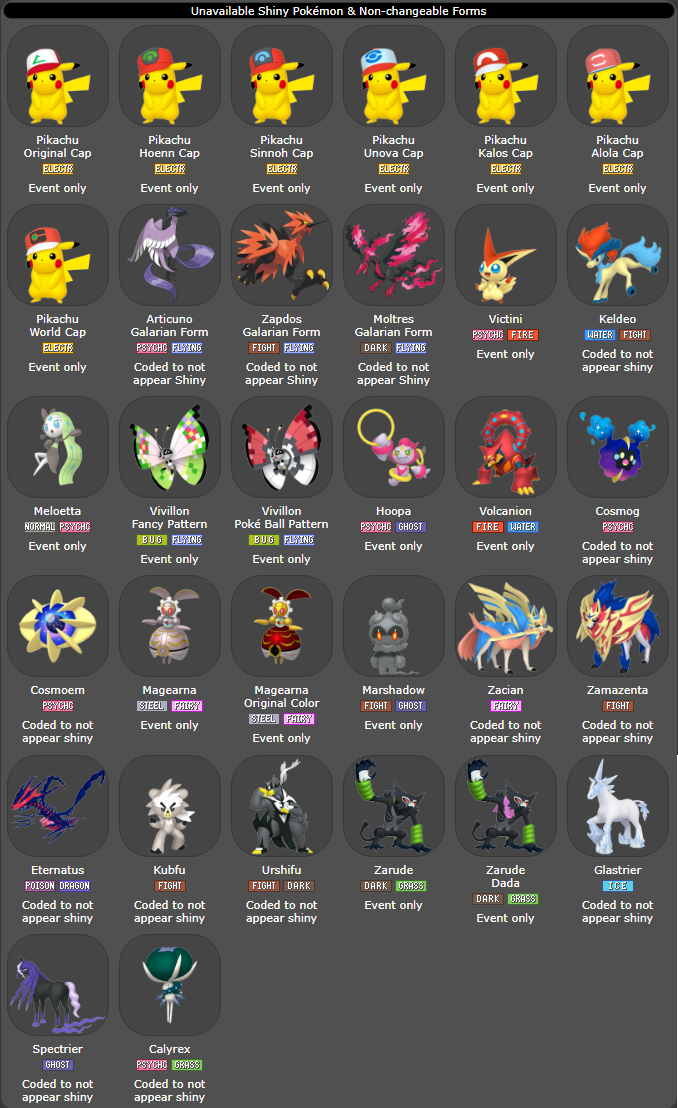 Unavailable Shiny Pokémon & Non-changeable Forms
Pikachu
Original Cap
ELECTR
Event only
Pikachu
Hoenn Cap
ELECTR
Event only
Pikachu
Sinnoh Cap
ELECTR
Event only
Pikachu
Unova Cap
ELECTR
Event only
Pikachu
Kalos Cap
ELECTR
Event only
Pikachu
Alola Cap
ELECTR
Event only
Pikachu
World Cap
ELECTR
Event only
Articuno
Galarian Form
PSYCHC FLYING
Coded to not
appear Shiny
Zapdos
Galarian Form
FIGHT FLYING
Coded to not
appear Shiny
Moltres
Galarian Form
DARK FLYING
Coded to not
appear Shiny
Victini
PSYCHC FIRE
Event only
Keldeo
WATER FIGHT
Coded to not
appear shiny
Meloetta
NORMAL PSYCHC
Event only
Vivillon
Fancy Pattern
BUG FLYING
Event only
Vivillon
Poké Ball Pattern
BUG FLYING
Event only
Hoopa
PSYCHC GHOST
Event only
Volcanion
FIRE WATER
Event only
Cosmog
PSYCHC
Coded to not
appear shiny
Cosmoem
PSYCHC
Coded to not
appear shiny
Magearna
STEEL FAIRY
Event only
Magearna
Original Color
STEEL FAIRY
Event only
Marshadow
FIGHT GHOST
Event only
Zacian
FAIRY
Coded to not
appear shiny
Zamazenta
FIGHT
Coded to not
appear shiny
Eternatus
POISON DRAGON
Coded to not
appear shiny
Kubfu
FIGHT
Coded to not
appear shiny
Urshifu
FIGHT DARK
Coded to not
appear shiny
Zarude
DARK GRASS
Event only
Zarude
Dada
DARK GRASS
Event only
Glastrier
ICE
Coded to not
appear shiny
Spectrier
GHOST
Coded to not
appear shiny
Calyrex
PSYCHC GRASS
Coded to not
appear shiny